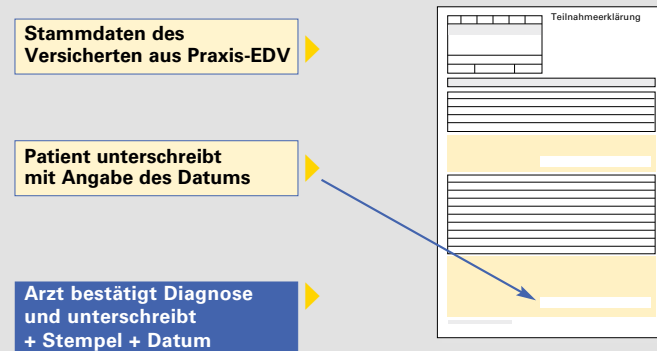 Stammdaten des
Versicherten aus Praxis-EDV
Teilnahmeerklärung
Patient unterschreibt
mit Angabe des Datums
Arzt bestätigt Diagnose
und unterschreibt
+ Stempel + Datum